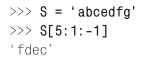 >>> S = 'abcedfg'
>>> S[5:1:-1]
'fdec'